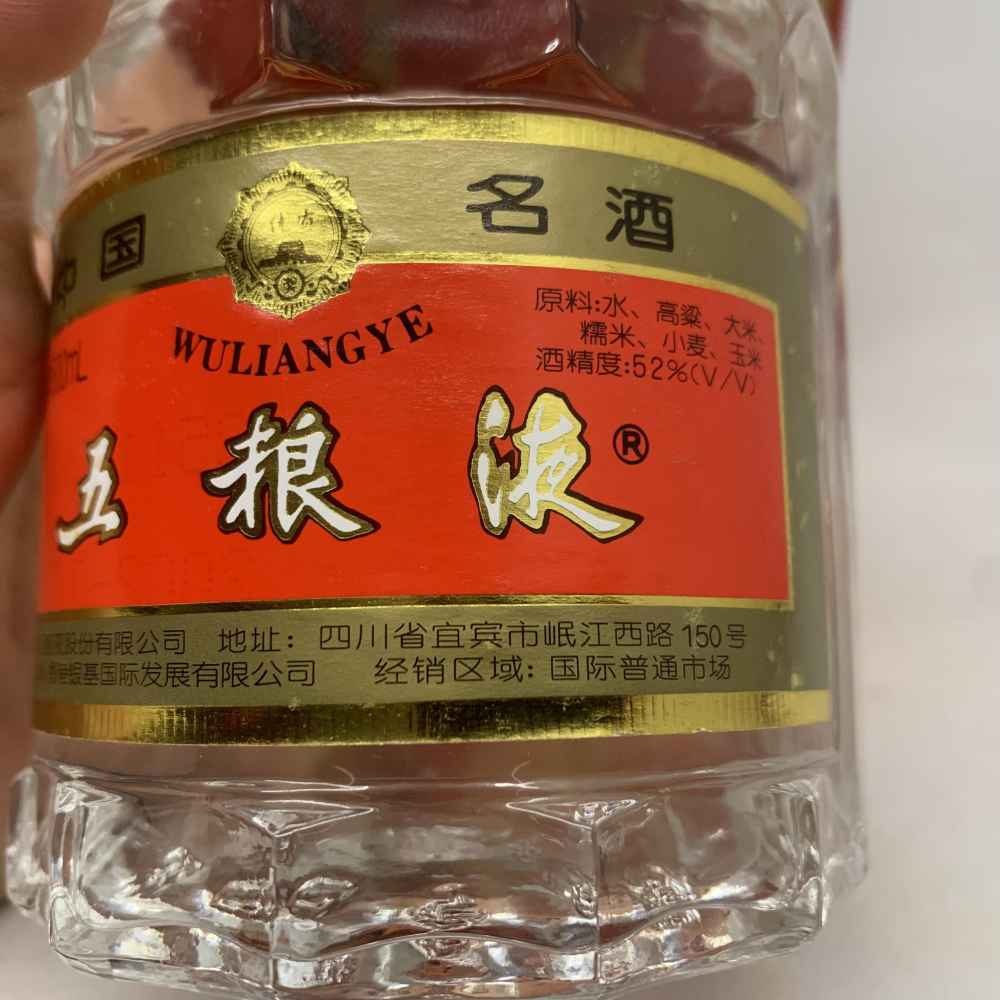 中国 名酒
WULIANGYE
原料:水、高粱、大米、
糯米、小麦、玉米
酒精度:52%(V/V)
mL
五粮液®
股份有限公司 地址: 四川省宜宾市岷江西路150号
银基国际发展有限公司 经销区域: 国际普通市场